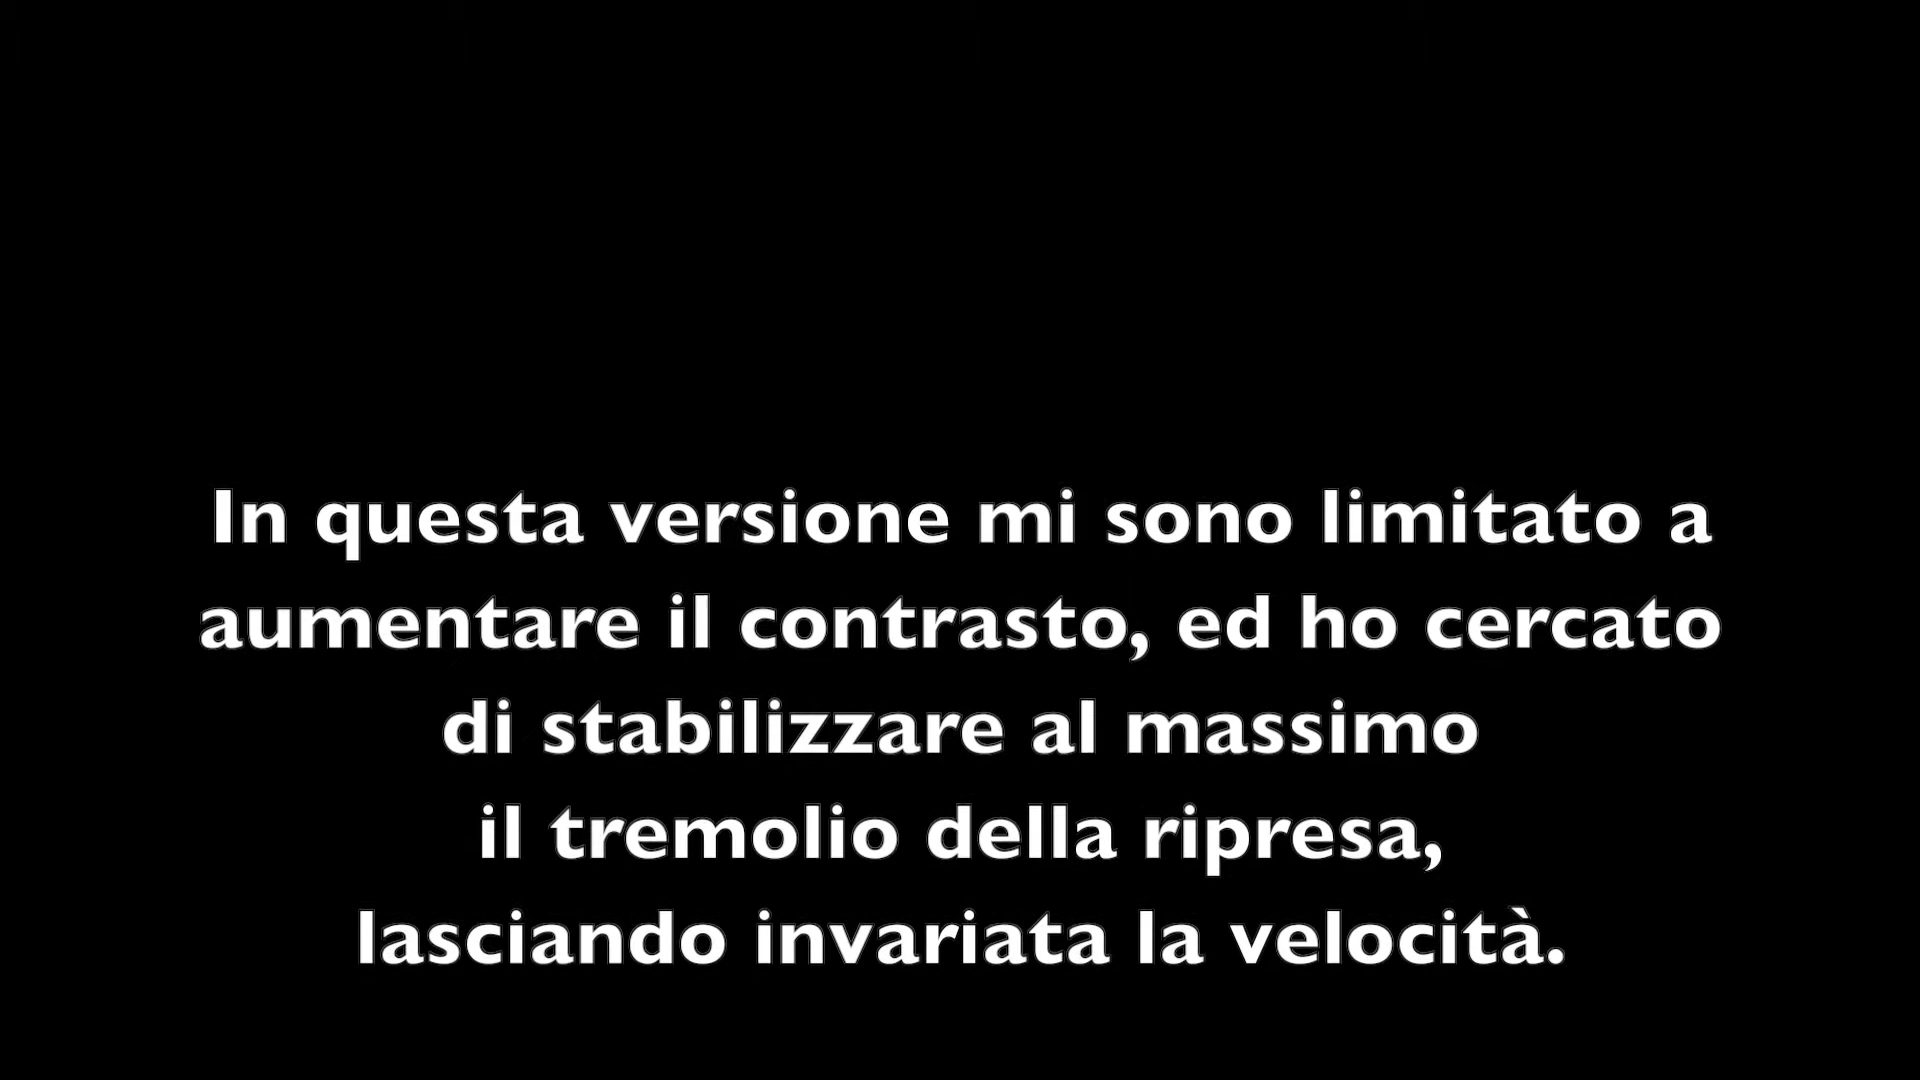 In questa versione mi sono limitato a
aumentare il contrasto, ed ho cercato
di stabilizzare al massimo
il tremolio della ripresa,
lasciando invariata la velocità.